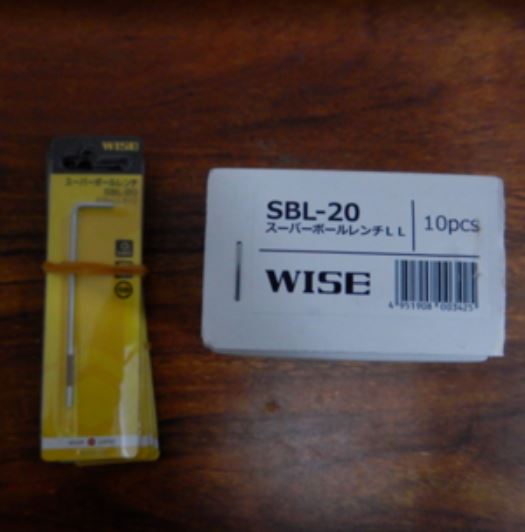 WISE
スーパーボールレンチ
SBL-20
SBL-20
スーパーボールレンチLL
10pcs
WISE
4 951908 003425